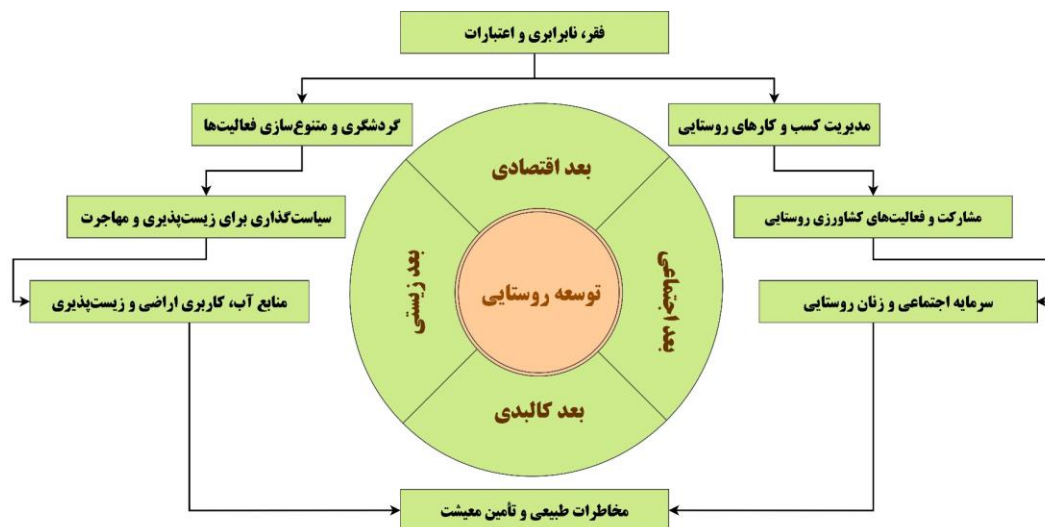 فقر، نابرابری و اعتبارات
مدیریت کسب و کارهای روستایی
گردشگری و متنوع‌سازی فعالیت‌ها
بعد اقتصادی
مشارکت و فعالیت‌های کشاورزی روستایی
سیاست‌گذاری برای زیست‌پذیری و مهاجرت
بعد اجتماعی
توسعه روستایی
بعد زیستی
سرمایه اجتماعی و زنان روستایی
منابع آب، کاربری اراضی و زیست‌پذیری
بعد کالبدی
مخاطرات طبیعی و تأمین معیشت